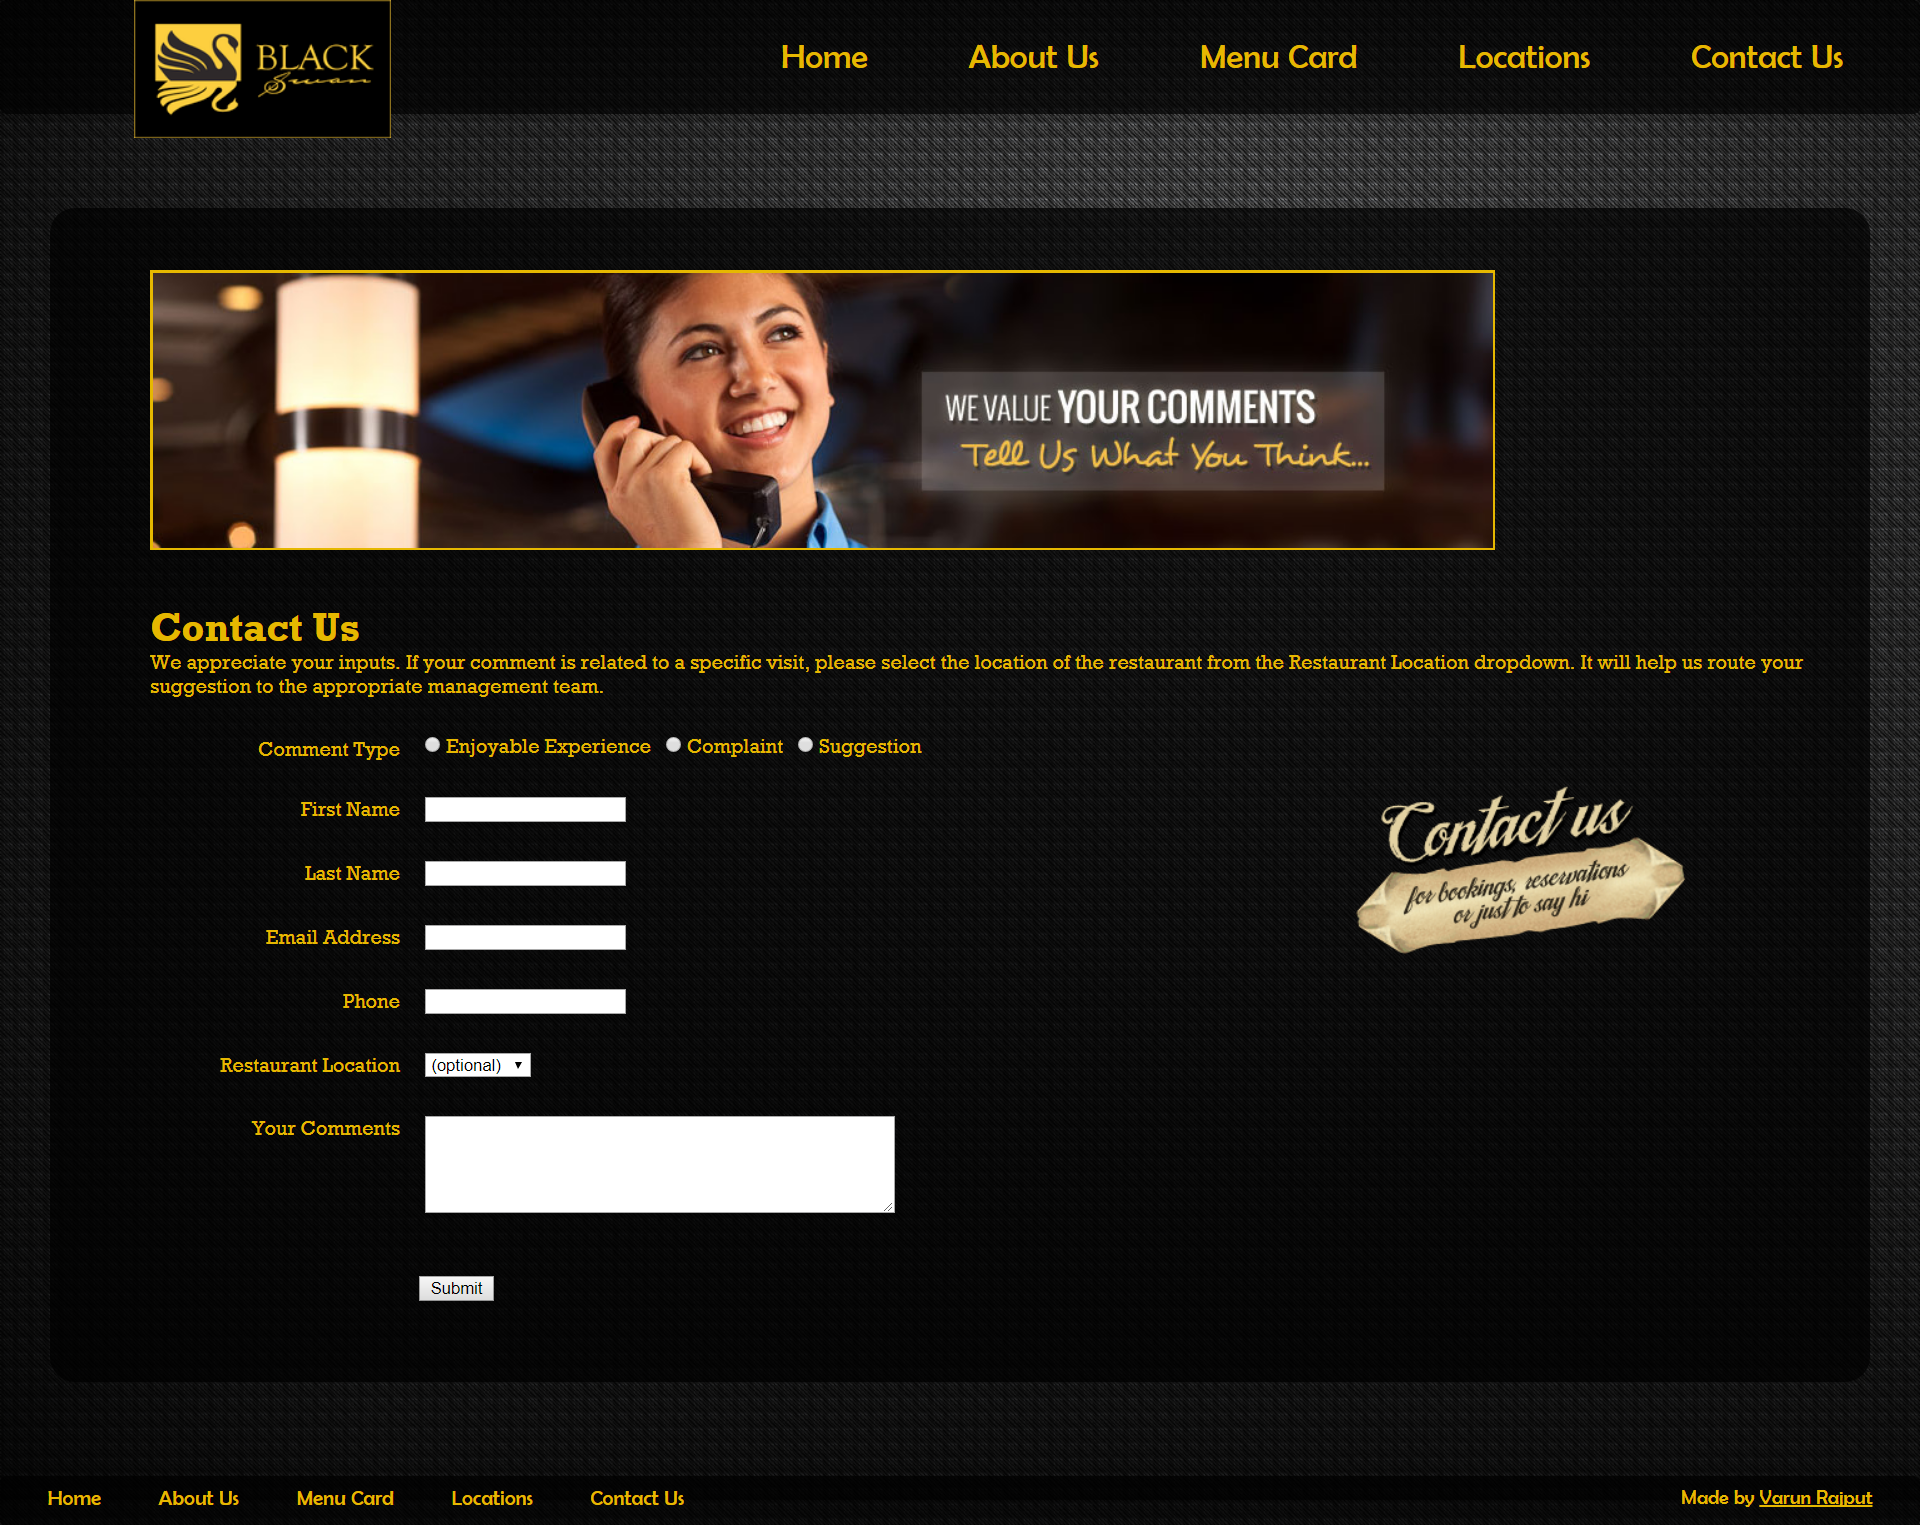 BLACK
Swan
Home
About Us
Menu Card
Locations
Contact Us
WE VALUE YOUR COMMENTS
Tell Us What You Think...
Contact Us
We appreciate your inputs. If your comment is related to a specific visit, please select the location of the restaurant from the Restaurant Location dropdown. It will help us route your
suggestion to the appropriate management team.
Comment Type
Enjoyable Experience
Complaint
Suggestion
First Name
Last Name
Email Address
Phone
Restaurant Location
(optional)
Your Comments
Submit
Contact us
for bookings, reservations
or just to say hi
Home
About Us
Menu Card
Locations
Contact Us
Made by Varun Rajput